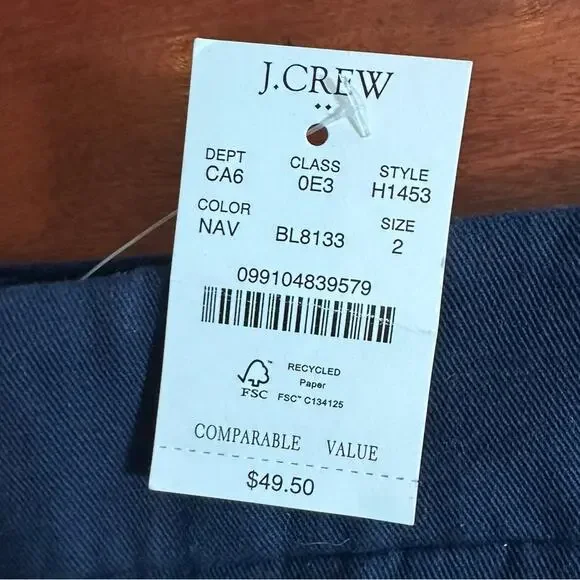 J.CREW
DEPT CLASS STYLE
CA6 0E3 H1453
COLOR SIZE
NAV BL8133 2
099104839579
RECYCLED
Paper
FSC™ C134125
™
FSC
COMPARABLE VALUE
$49.50